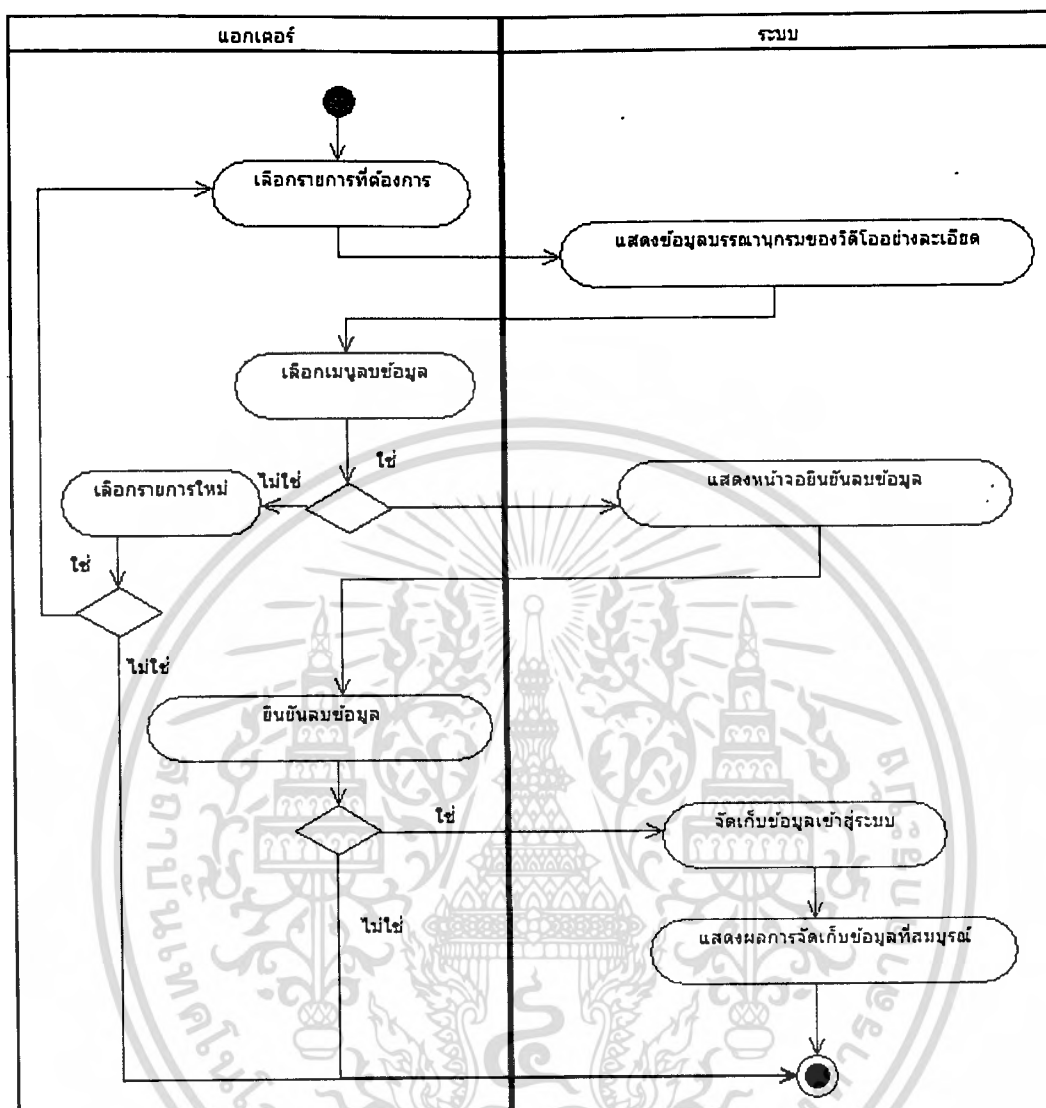 แอกเตอร์
ระบบ
เลือกรายการที่ต้องการ
แสดงข้อมูลบรรณานุกรมของวิดีโออย่างละเอียด
เลือกเมนูลบข้อมูล
ใช่
ไม่ใช่
เลือกรายการใหม่
แสดงหน้าจอยืนยันลบข้อมูล
ใช่
ไม่ใช่
ยืนยันลบข้อมูล
ใช่
จัดเก็บข้อมูลเข้าสู่ระบบ
ไม่ใช่
แสดงผลการจัดเก็บข้อมูลที่สมบูรณ์